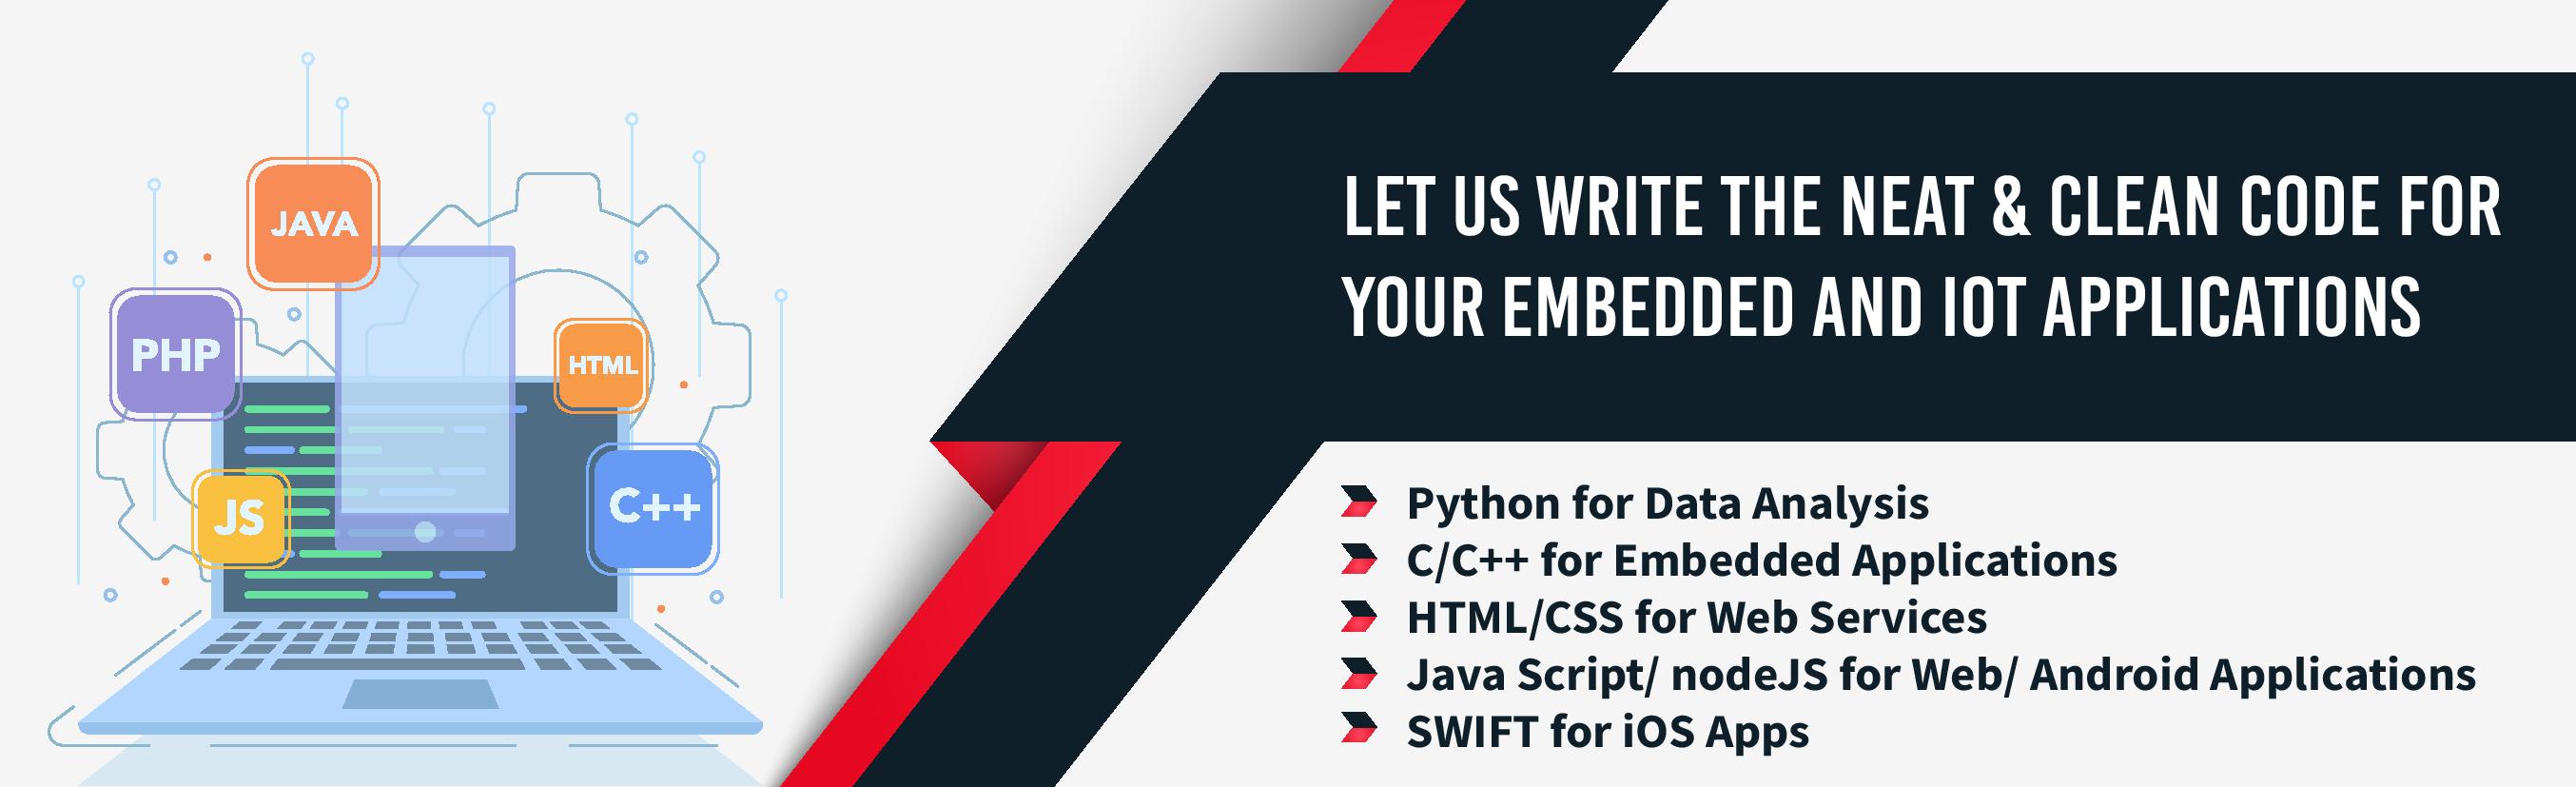 JAVA
PHP
HTML
JS
C++
LET US WRITE THE NEAT & CLEAN CODE FOR
YOUR EMBEDDED AND IOT APPLICATIONS
Python for Data Analysis
C/C++ for Embedded Applications
HTML/CSS for Web Services
Java Script/ nodeJS for Web/ Android Applications
SWIFT for iOS Apps